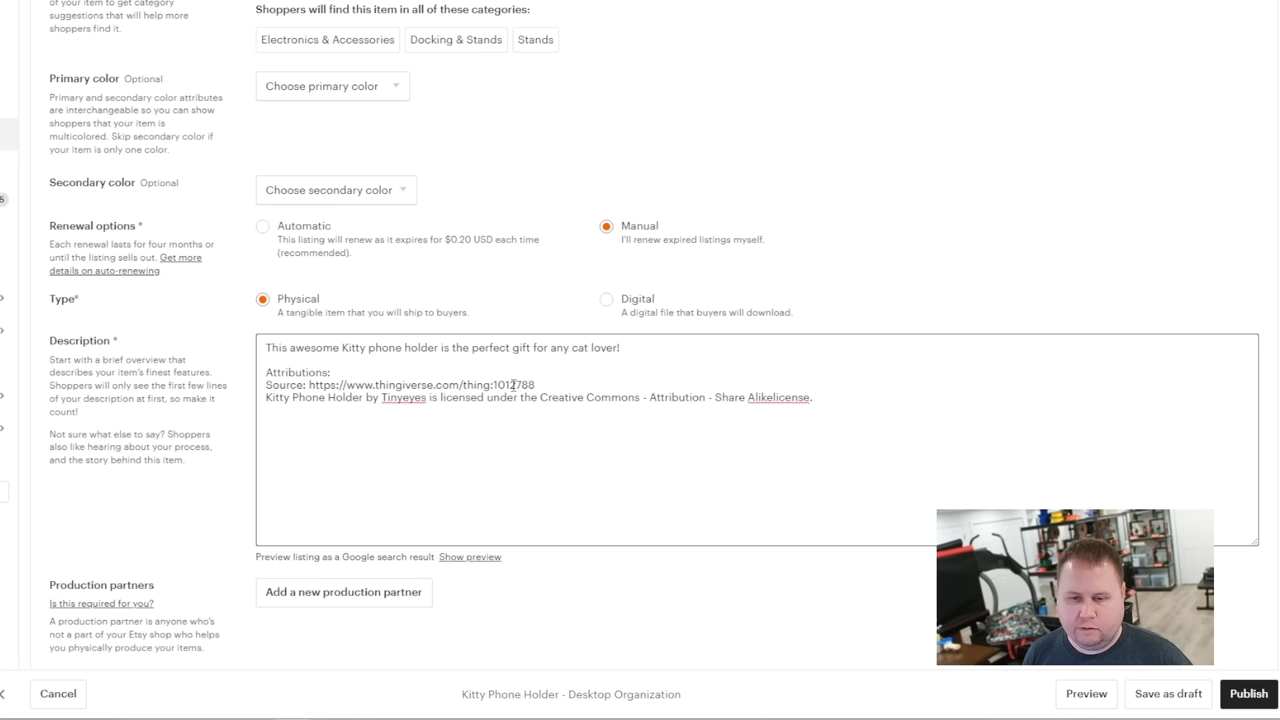 of your item to get category
suggestions that will help more
shoppers find it.
Shoppers will find this item in all of these categories:
Electronics & Accessories
Docking & Stands
Stands
Primary color Optional
Choose primary color
Primary and secondary color attributes
are interchangeable so you can show
shoppers that your item is
multicolored. Skip secondary color if
your item is only one color.
5
Secondary color Optional
Choose secondary color
Renewal options *
Each renewal lasts for four months or
until the listing sells out. Get more
details on auto-renewing
Automatic
This listing will renew as it expires for $0.20 USD each time
(recommended).
Manual
I'll renew expired listings myself.
Type*
Physical
A tangible item that you will ship to buyers.
Digital
A digital file that buyers will download.
Description *
Start with a brief overview that
describes your item's finest features.
Shoppers will only see the first few lines
of your description at first, so make it
count!
Not sure what else to say? Shoppers
also like hearing about your process,
and the story behind this item.
This awesome Kitty phone holder is the perfect gift for any cat lover!
Attributions:
Source: https://www.thingiverse.com/thing:1012788
Kitty Phone Holder by Tinyeyes is licensed under the Creative Commons - Attribution - Share Alikelicense.
Preview listing as a Google search result Show preview
Production partners
Is this required for you?
A production partner is anyone who's
not a part of your Etsy shop who helps
you physically produce your items.
Add a new production partner
Cancel
Kitty Phone Holder - Desktop Organization
Preview
Save as draft
Publish